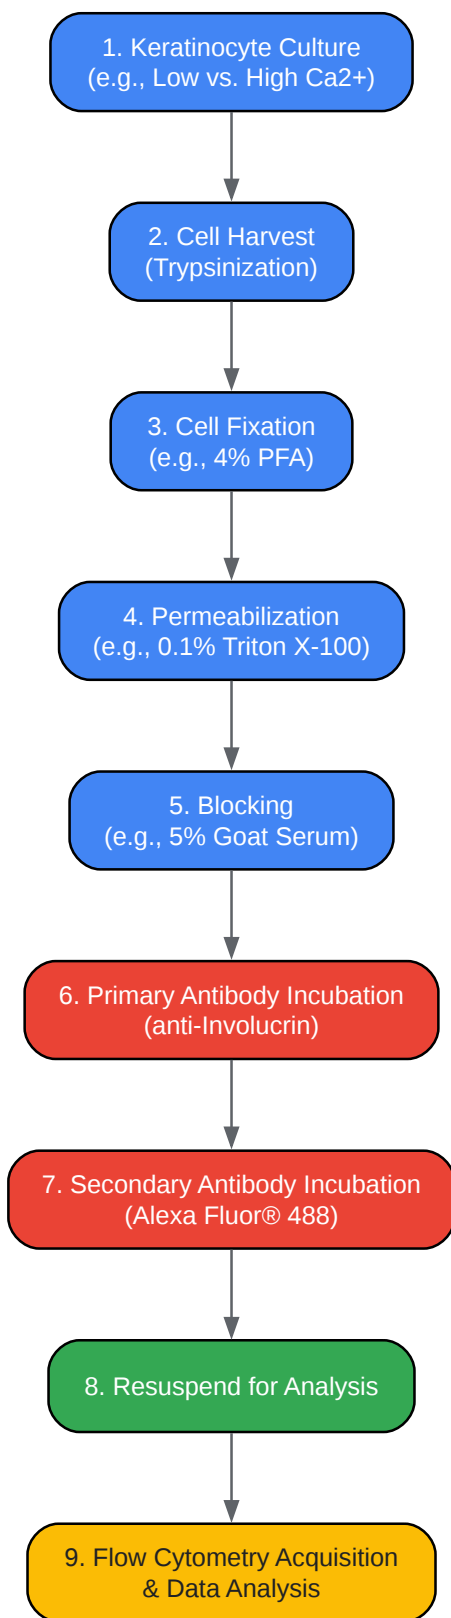 1. Keratinocyte Culture
(e.g., Low vs. High Ca2+)
2. Cell Harvest
(Trypsinization)
3. Cell Fixation
(e.g., 4% PFA)
4. Permeabilization
(e.g., 0.1% Triton X-100)
5. Blocking
(e.g., 5% Goat Serum)
6. Primary Antibody Incubation
(anti-Involucrin)
7. Secondary Antibody Incubation
(Alexa Fluor® 488)
8. Resuspend for Analysis
9. Flow Cytometry Acquisition
& Data Analysis